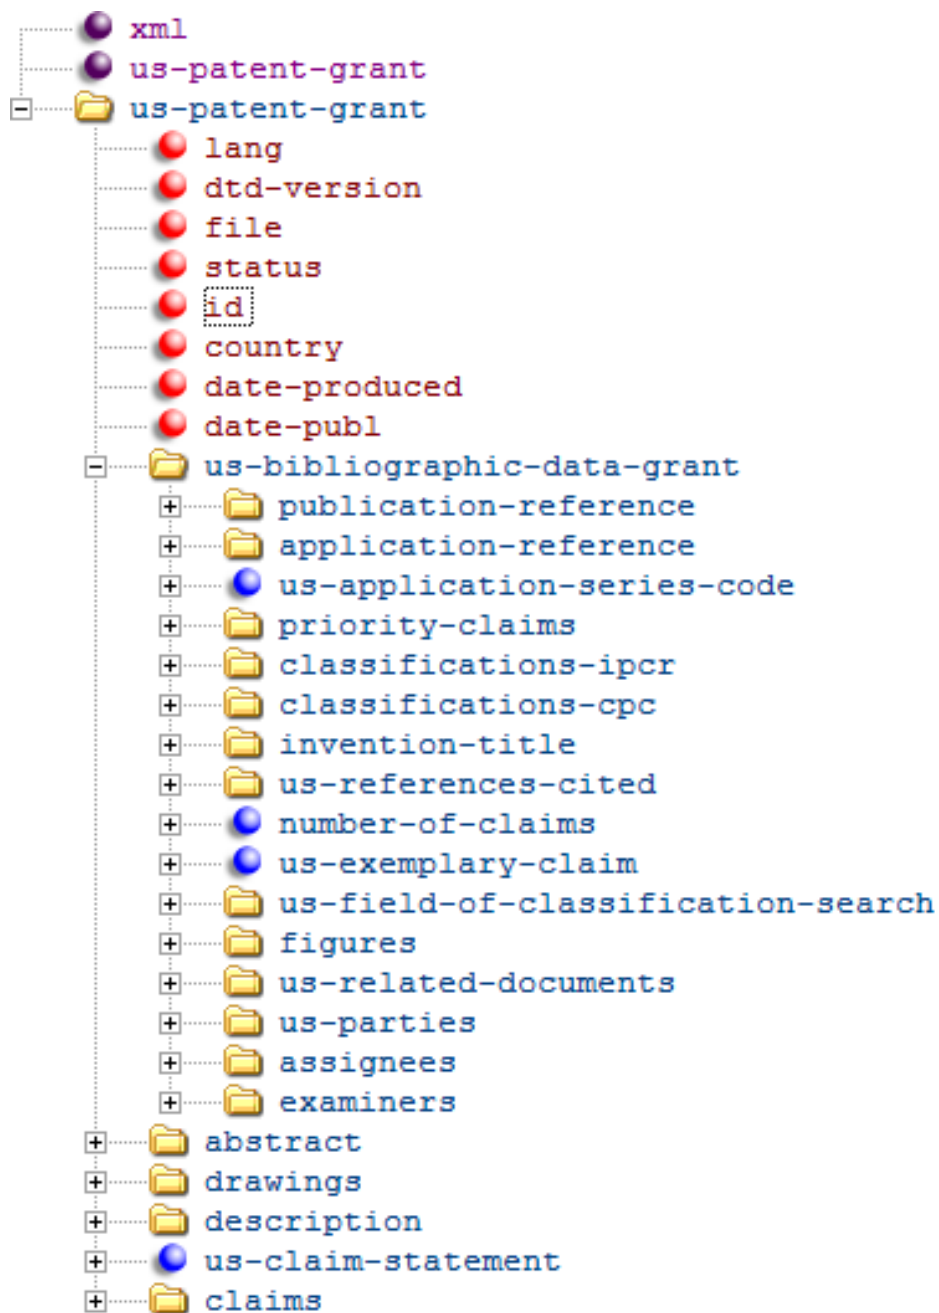 xml
us-patent-grant
us-patent-grant
lang
dtd-version
file
status
id
country
date-produced
date-publ
us-bibliographic-data-grant
publication-reference
application-reference
us-application-series-code
priority-claims
classifications-ipcr
classifications-cpc
invention-title
us-references-cited
number-of-claims
us-exemplary-claim
us-field-of-classification-search
figures
us-related-documents
us-parties
assignees
examiners
abstract
drawings
description
us-claim-statement
claims